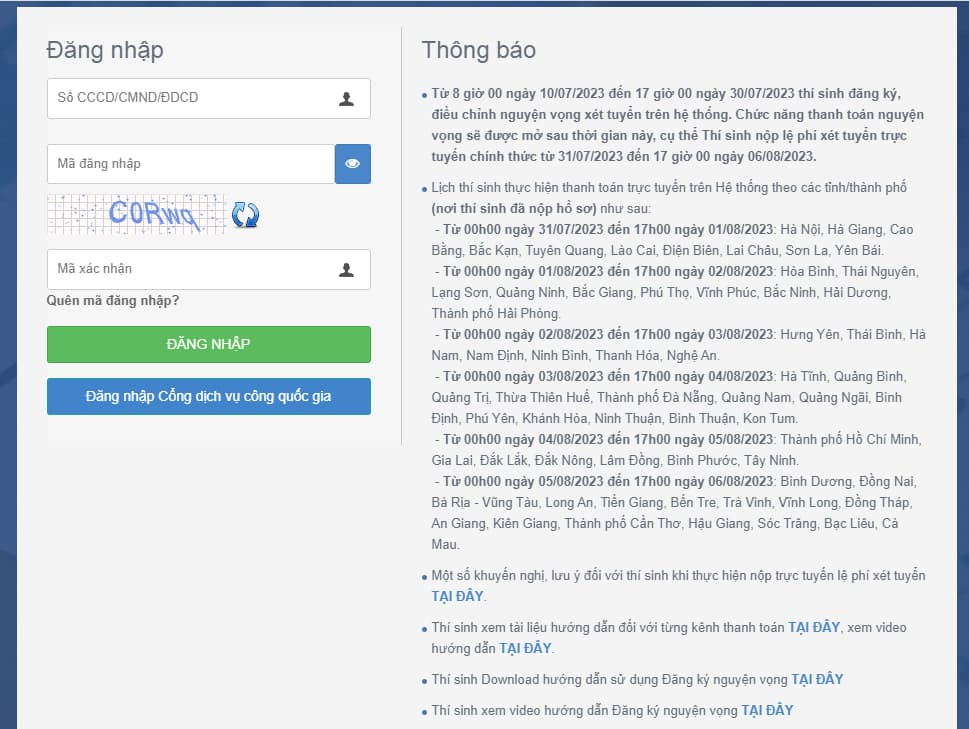 Đăng nhập
Số CCCD/CMND/ĐDCD
Mã đăng nhập
CORWq
Mã xác nhận
Quên mã đăng nhập?
ĐĂNG NHẬP
Đăng nhập Cổng dịch vụ công quốc gia
Thông báo
Từ 8 giờ 00 ngày 10/07/2023 đến 17 giờ 00 ngày 30/07/2023 thí sinh đăng ký,
điều chỉnh nguyện vọng xét tuyển trên hệ thống. Chức năng thanh toán nguyện
vọng sẽ được mở sau thời gian này, cụ thể Thí sinh nộp lệ phí xét tuyển trực
tuyến chính thức từ 31/07/2023 đến 17 giờ 00 ngày 06/08/2023.
Lịch thí sinh thực hiện thanh toán trực tuyến trên Hệ thống theo các tỉnh/thành phố
(nơi thí sinh đã nộp hồ sơ) như sau:
- Từ 00h00 ngày 31/07/2023 đến 17h00 ngày 01/08/2023: Hà Nội, Hà Giang, Cao
Bằng, Bắc Kạn, Tuyên Quang, Lào Cai, Điện Biên, Lai Châu, Sơn La, Yên Bái.
- Từ 00h00 ngày 01/08/2023 đến 17h00 ngày 02/08/2023: Hòa Bình, Thái Nguyên,
Lạng Sơn, Quảng Ninh, Bắc Giang, Phú Thọ, Vĩnh Phúc, Bắc Ninh, Hải Dương,
Thành phố Hải Phòng.
- Từ 00h00 ngày 02/08/2023 đến 17h00 ngày 03/08/2023: Hưng Yên, Thái Bình, Hà
Nam, Nam Định, Ninh Bình, Thanh Hóa, Nghệ An.
- Từ 00h00 ngày 03/08/2023 đến 17h00 ngày 04/08/2023: Hà Tĩnh, Quảng Bình,
Quảng Trị, Thừa Thiên Huế, Thành phố Đà Nẵng, Quảng Nam, Quảng Ngãi, Bình
Định, Phú Yên, Khánh Hòa, Ninh Thuận, Bình Thuận, Kon Tum.
- Từ 00h00 ngày 04/08/2023 đến 17h00 ngày 05/08/2023: Thành phố Hồ Chí Minh,
Gia Lai, Đắk Lắk, Đắk Nông, Lâm Đồng, Bình Phước, Tây Ninh.
- Từ 00h00 ngày 05/08/2023 đến 17h00 ngày 06/08/2023: Bình Dương, Đồng Nai,
Bà Rịa - Vũng Tàu, Long An, Tiền Giang, Bến Tre, Trà Vinh, Vĩnh Long, Đồng Tháp,
An Giang, Kiên Giang, Thành phố Cần Thơ, Hậu Giang, Sóc Trăng, Bạc Liêu, Cà
Mau.
Một số khuyến nghị, lưu ý đối với thí sinh khi thực hiện nộp trực tuyến lệ phí xét tuyển
TẠI ĐÂY.
Thí sinh xem tài liệu hướng dẫn đối với từng kênh thanh toán TẠI ĐÂY, xem video
hướng dẫn TẠI ĐÂY.
Thí sinh Download hướng dẫn sử dụng Đăng ký nguyện vọng TẠI ĐÂY
Thí sinh xem video hướng dẫn Đăng ký nguyện vọng TẠI ĐÂY